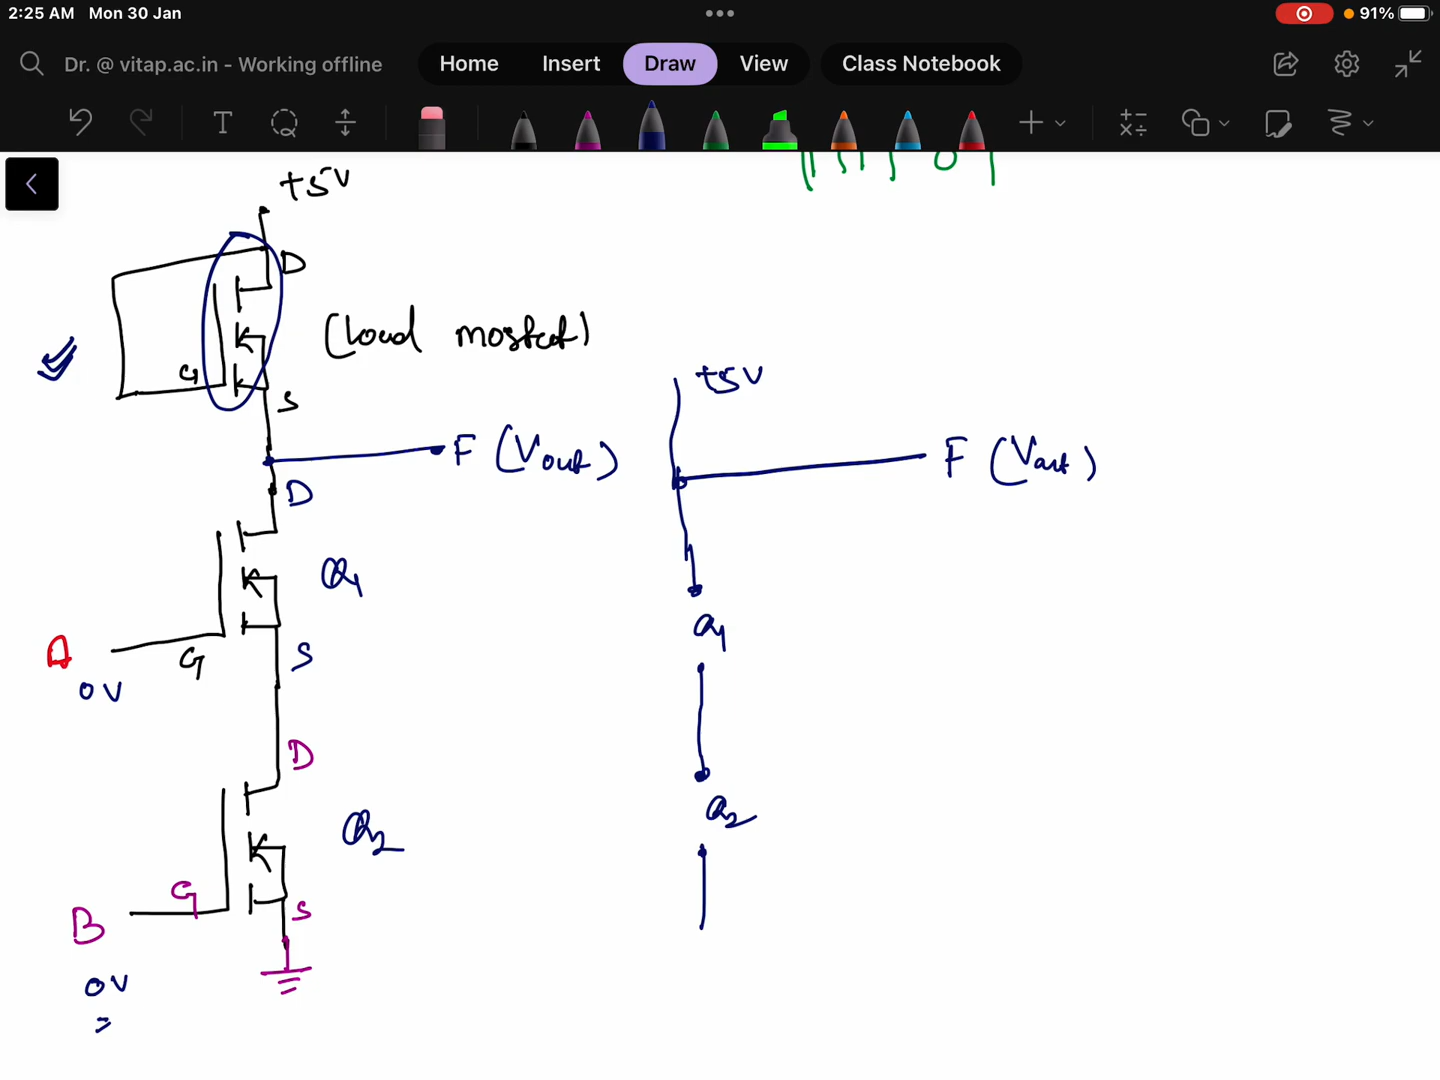 2:25 AM Mon 30 Jan
91%
Dr. @ vitap.ac.in - Working offline
Home Insert Draw View Class Notebook
T
+5V
D
(load mosfet)
G
S
+5V
F (Vout)
F (Vout)
D
Q1
A
G
S
0V
Q1
D
Q2
Q2
G
B
S
0V